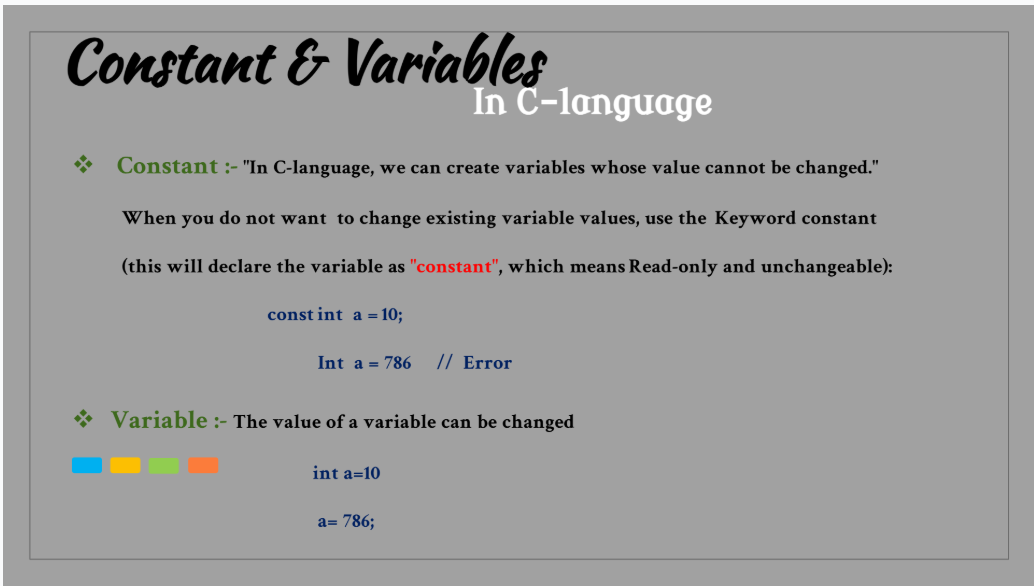 Constant & Variables
In C-language
❖ Constant :- "In C-language, we can create variables whose value cannot be changed."
When you do not want to change existing variable values, use the Keyword constant
(this will declare the variable as "constant", which means Read-only and unchangeable):
const int a = 10;
Int a = 786 // Error
❖ Variable :- The value of a variable can be changed
int a=10
a= 786;